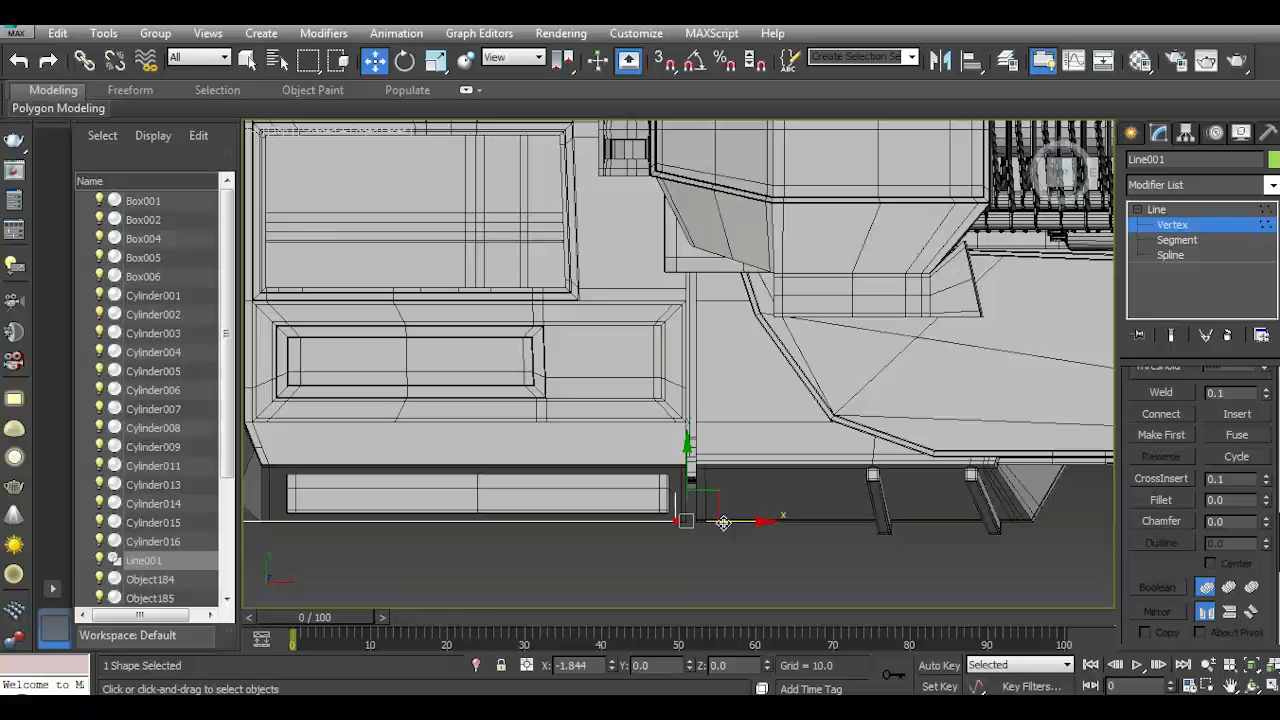 MAX Edit Tools Group Views Create Modifiers Animation Graph Editors Rendering Customize MAXScript Help
All View Create Selection Se
Modeling Freeform Selection Object Paint Populate
Polygon Modeling
Select Display Edit
Name
Box001
Box002
Box004
Box005
Box006
Cylinder001
Cylinder002
Cylinder003
Cylinder004
Cylinder005
Cylinder006
Cylinder007
Cylinder008
Cylinder009
Cylinder011
Cylinder013
Cylinder014
Cylinder015
Cylinder016
Line001
Object184
Object185
Workspace: Default
x
0 / 100
0 10 20 30 40 50 60 70 80 90 100
Line001
Modifier List
Line
Vertex
Segment
Spline
Threshold
Weld 0.1
Connect Insert
Make First Fuse
Reverse Cycle
CrossInsert 0.1
Fillet 0.0
Chamfer 0.0
Outline 0.0
Center
Boolean
Mirror
Copy About Pivot
1 Shape Selected X: -1.844 Y: 0.0 Z: 0.0 Grid = 10.0 Auto Key Selected
Welcome to M Click or click-and-drag to select objects Add Time Tag Set Key Key Filters... 0